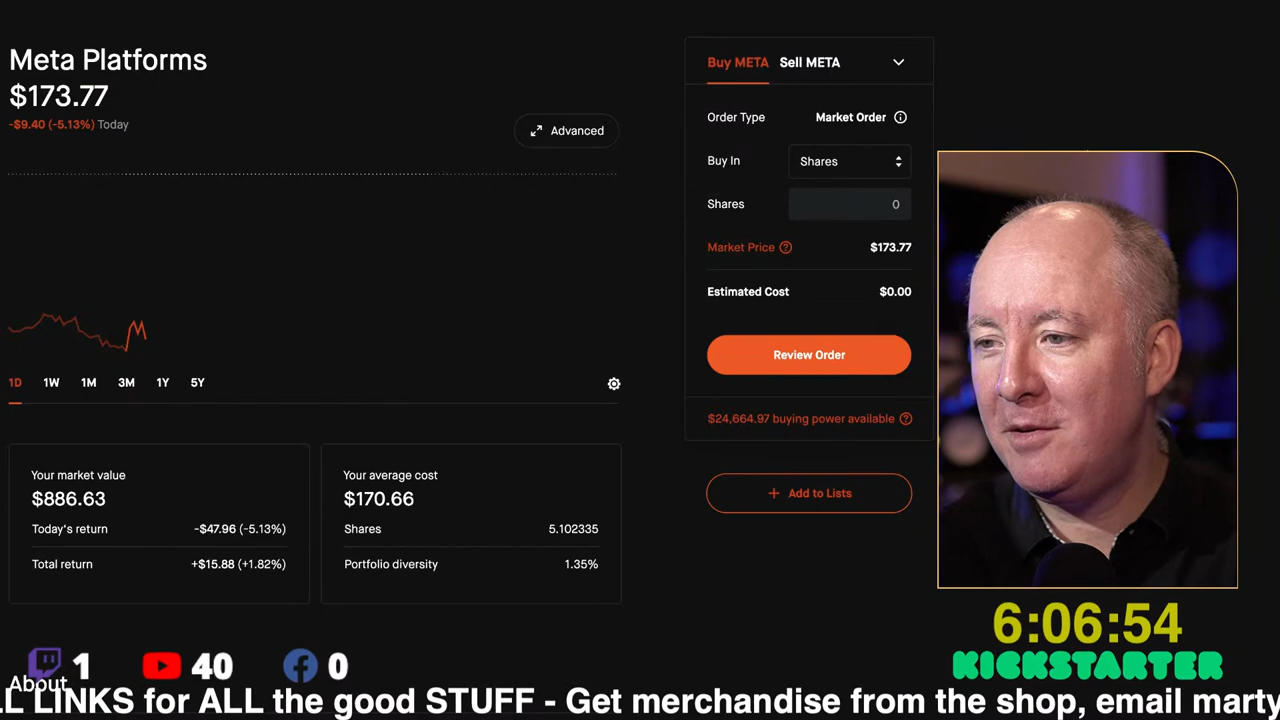 Meta Platforms
$173.77
-$9.40 (-5.13%) Today
Advanced
1D 1W 1M 3M 1Y 5Y
Your market value
$886.63
Today's return -$47.96 (-5.13%)
Total return +$15.88 (+1.82%)
Your average cost
$170.66
Shares 5.102335
Portfolio diversity 1.35%
Buy META Sell META
Order Type Market Order
Buy In Shares
Shares 0
Market Price $173.77
Estimated Cost $0.00
Review Order
$24,664.97 buying power available
+ Add to Lists
6:06:54
KICKSTARTER
1 40 0
About
LL LINKS for ALL the good STUFF - Get merchandise from the shop, email marty